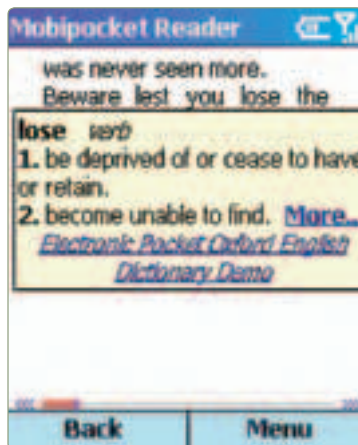 Mobipocket Reader
was never seen more.
Beware lest you lose the
lose verb
1. be deprived of or cease to have
or retain.
2. become unable to find. More...
Electronic Pocket Oxford English
Dictionary Demo
Back Menu